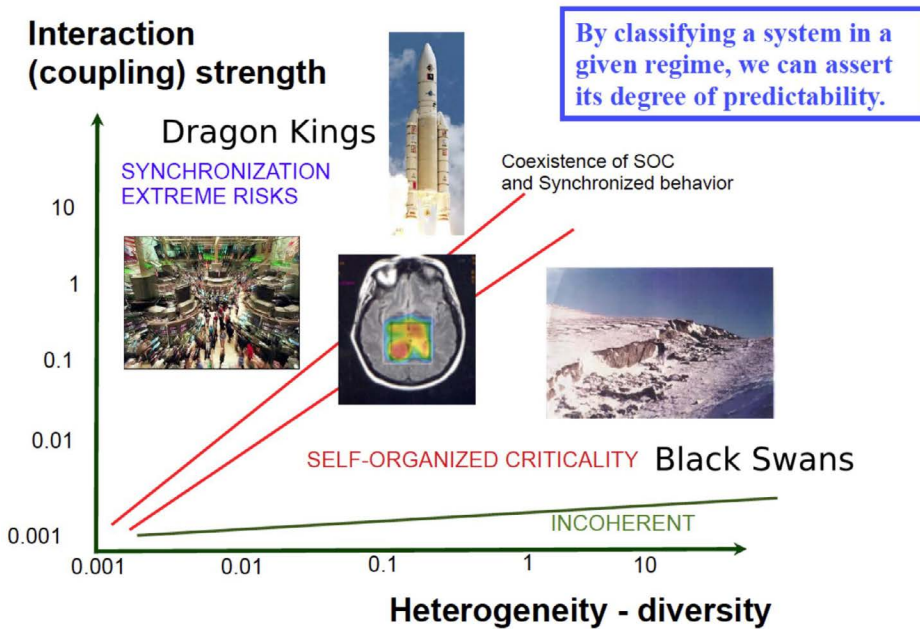 Interaction
(coupling) strength
By classifying a system in a
given regime, we can assert
its degree of predictability.
Dragon Kings
SYNCHRONIZATION
EXTREME RISKS
Coexistence of SOC
and Synchronized behavior
10
1
0.1
0.01
0.001
SELF-ORGANIZED CRITICALITY
Black Swans
INCOHERENT
0.001
0.01
0.1
1
10
Heterogeneity - diversity